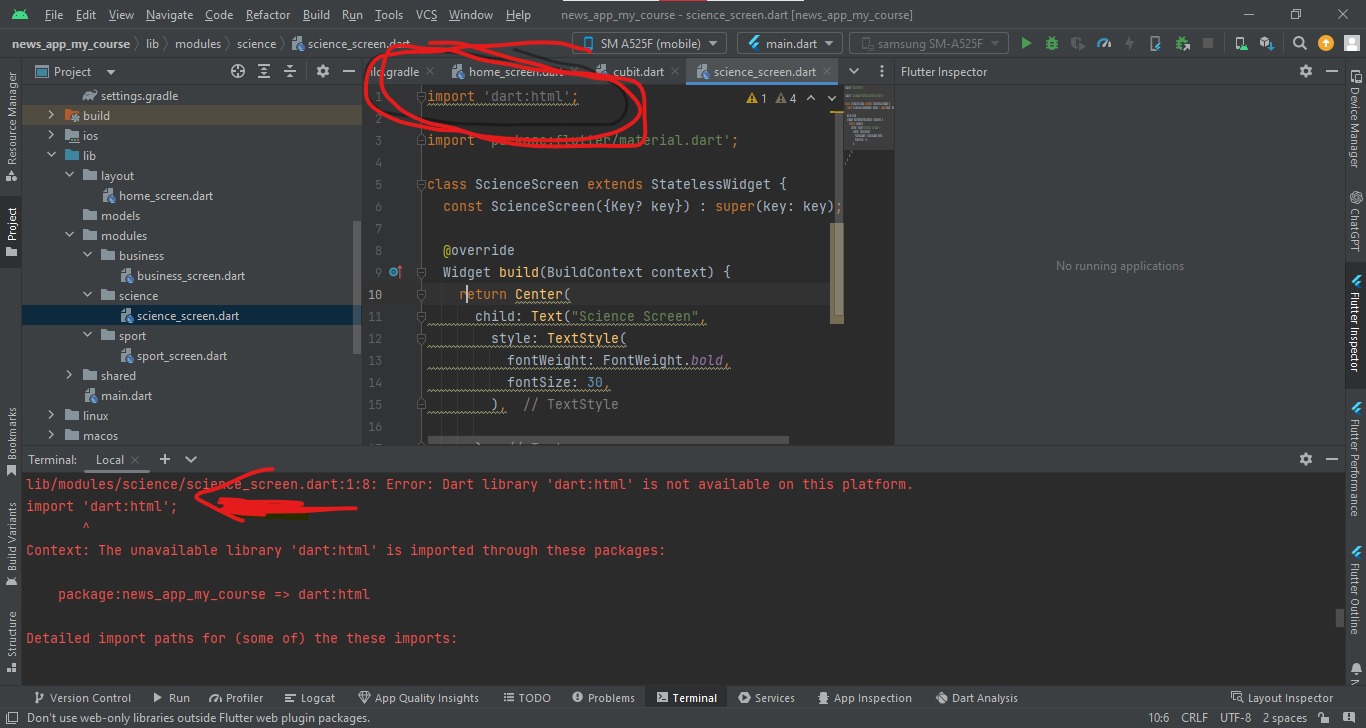 File Edit View Navigate Code Refactor Build Run Tools VCS Window Help news_app_my_course - science_screen.dart [news_app_my_course]
news_app_my_course lib modules science science_screen.dart SM A525F (mobile) main.dart samsung SM-A525F
Project
home_screen.dart cubit.dart science_screen.dart
Flutter Inspector
Resource Manager
Project
Bookmarks
Build Variants
Structure
settings.gradle
build
ios
lib
layout
home_screen.dart
models
modules
business
business_screen.dart
science
science_screen.dart
sport
sport_screen.dart
shared
main.dart
linux
macos
1 import 'dart:html';
1 4
2
3 import 'package:flutter/material.dart';
4
5 class ScienceScreen extends StatelessWidget {
6 const ScienceScreen({Key? key}) : super(key: key);
7
8 @override
9 Widget build(BuildContext context) {
10 return Center(
11 child: Text("Science Screen",
12 style: TextStyle(
13 fontWeight: FontWeight.bold,
14 fontSize: 30,
15 ), // TextStyle
16
No running applications
Device Manager
ChatGPT
Flutter Inspector
Flutter Performance
Flutter Outline
Terminal: Local
lib/modules/science/science_screen.dart:1:8: Error: Dart library 'dart:html' is not available on this platform.
import 'dart:html';
^
Context: The unavailable library 'dart:html' is imported through these packages:
package:news_app_my_course => dart:html
Detailed import paths for (some of) the these imports:
Version Control Run Profiler Logcat App Quality Insights TODO Problems Terminal Services App Inspection Dart Analysis Layout Inspector
Don't use web-only libraries outside Flutter web plugin packages. 10:6 CRLF UTF-8 2 spaces